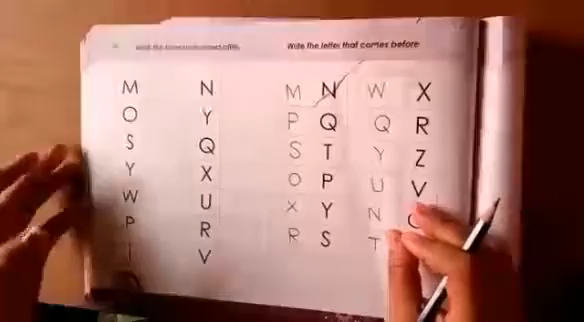 Write the letter that comes before
M N M N W X
O Y P Q Q R
S Q S T Y Z
Y X O P U V
W U X Y N
P R R S T
I V